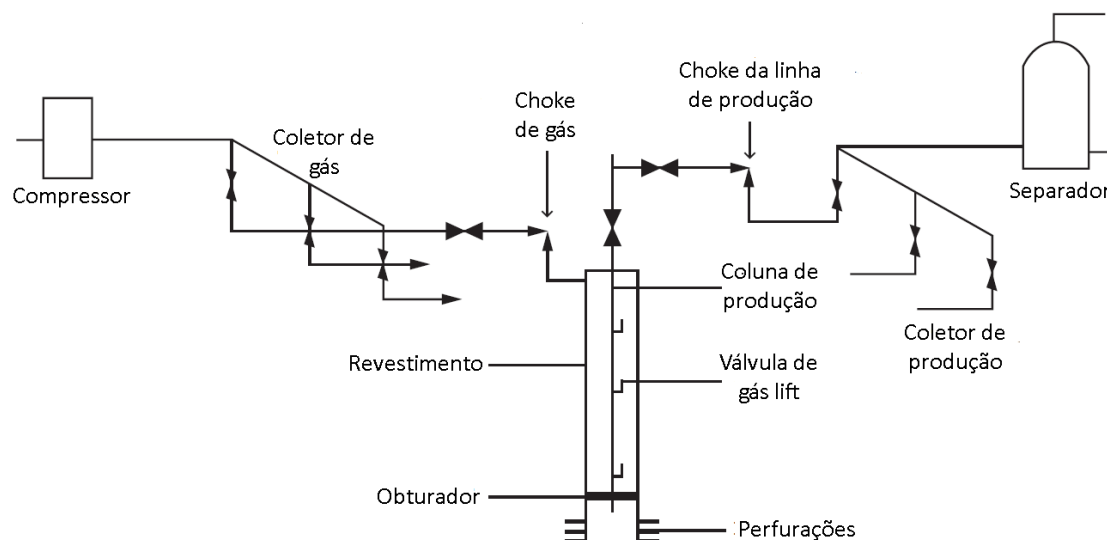 Compressor
Coletor de
gás
Choke
de gás
Choke da linha
de produção
Separador
Coluna de
produção
Coletor de
produção
Revestimento
Válvula de
gás lift
Obturador
Perfurações